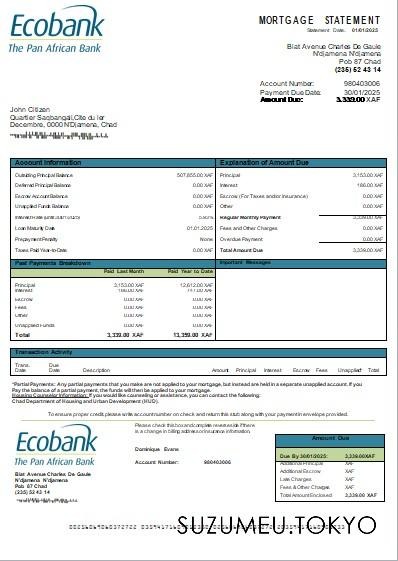 Ecobank
The Pan African Bank
MORTGAGE STATEMENT
Statement Date: 01/01/2025
Blat Avenue Charles De Gaule
N'djamena N'djamena
Pob 87 Chad
(235) 52 43 14
Account Number: 980403006
Payment Due Date: 30/01/2025
Amount Due: 3,339.00 XAF
John Citizen
Quartier Sagbangali,Cite du ler
Decembre, 0000 N'Djamena, Chad
Account Information
Outstding Principal Balance 507,855.00 XAF
Deferred Principal Balance 0.00 XAF
Escrow Account Balance 0.00 XAF
Unapplied Funds Balance 0.00 XAF
Interest Rate
Loan Maturity Date 01.01.2025
Prepayment Penalty None
Taxes Paid Year-to-Date 0.00 XAF
Explanation of Amount Due
Principal 3,153.00 XAF
Interest 186.00 XAF
Escrow (For Taxes and/or Insurance) 0.00 XAF
Other 0.00 XAF
Regular Monthly Payment 3,339.00 XAF
Fees and Other Charges 0.00 XAF
Overdue Payment 0.00 XAF
Total Amount Due 3,339.00 XAF
Past Payments Breakdown
Paid Last Month Paid Year to Date
Principal 3,153.00 XAF 12,612.00 XAF
Interest 186.00 XAF 747.00 XAF
Escrow 0.00 XAF 0.00 XAF
Fees 0.00 XAF 0.00 XAF
Other 0.00 XAF 0.00 XAF
Unapplied Funds 0.00 XAF 0.00 XAF
Total 3,339.00 XAF 13,359.00 XAF
Important Messages
Transaction Activity
Trans. Date Due Date Description Amount Principal Interest Escrow Fees Unapplied Total
*Partial Payments: Any partial payments that you make are not applied to your mortgage, but instead are held in a separate unapplied account. If you
Pay the balance of a partial payment, the funds will then be applied to your mortgage.
Housing Counselor Information: If you would like counseling or assistance, you can contact the following:
Chad Department of Housing and Urban Development (HUD).
To ensure proper credit, please write account number on check and return this stub along with your payment in envelope provided.
Ecobank
The Pan African Bank
Blat Avenue Charles De Gaule
N'djamena N'djamena
Pob 87 Chad
(235) 52 43 14
Please check this box and complete reverse side if there
is a change in billing address or insurance information.
Dominique Evans
Account Number: 980403006
Amount Due
Due By 30/01/2025: 3,339.00XAF
Additional Principal XAF
Additional Escrow XAF
Late Charges XAF
Fees & Other Charges XAF
Total Amount Enclosed XAF
SUZUMEU.TOKYO